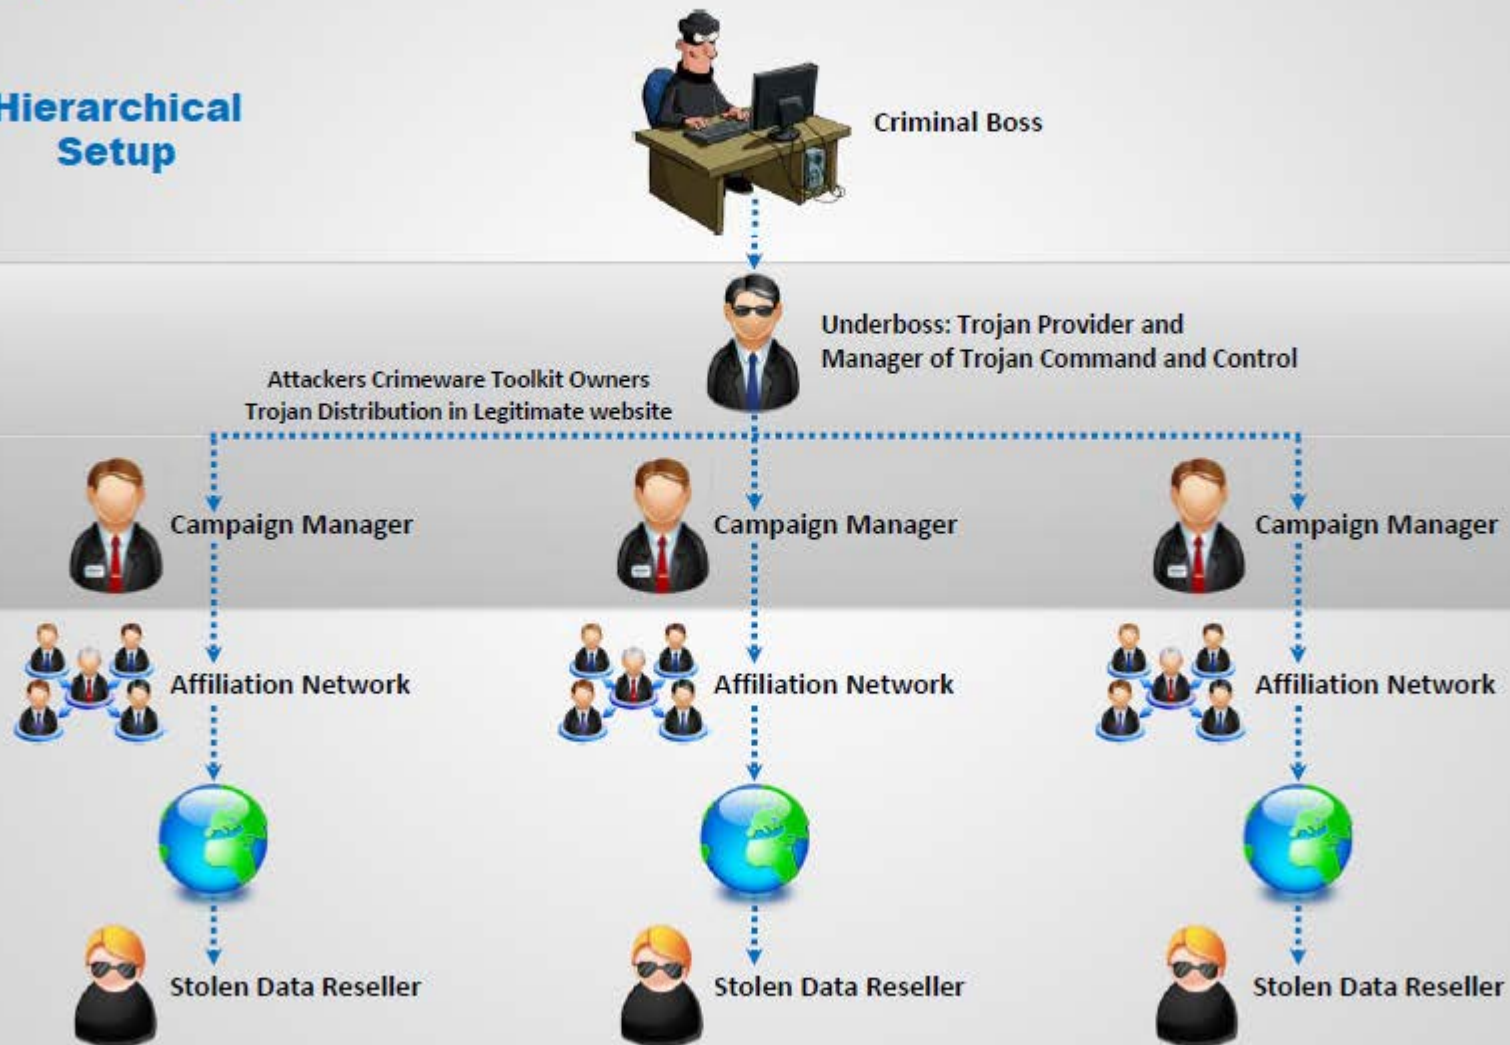 Hierarchical
Setup
Criminal Boss
Underboss: Trojan Provider and
Manager of Trojan Command and Control
Attackers Crimeware Toolkit Owners
Trojan Distribution in Legitimate website
Campaign Manager
Campaign Manager
Campaign Manager
Affiliation Network
Affiliation Network
Affiliation Network
Stolen Data Reseller
Stolen Data Reseller
Stolen Data Reseller